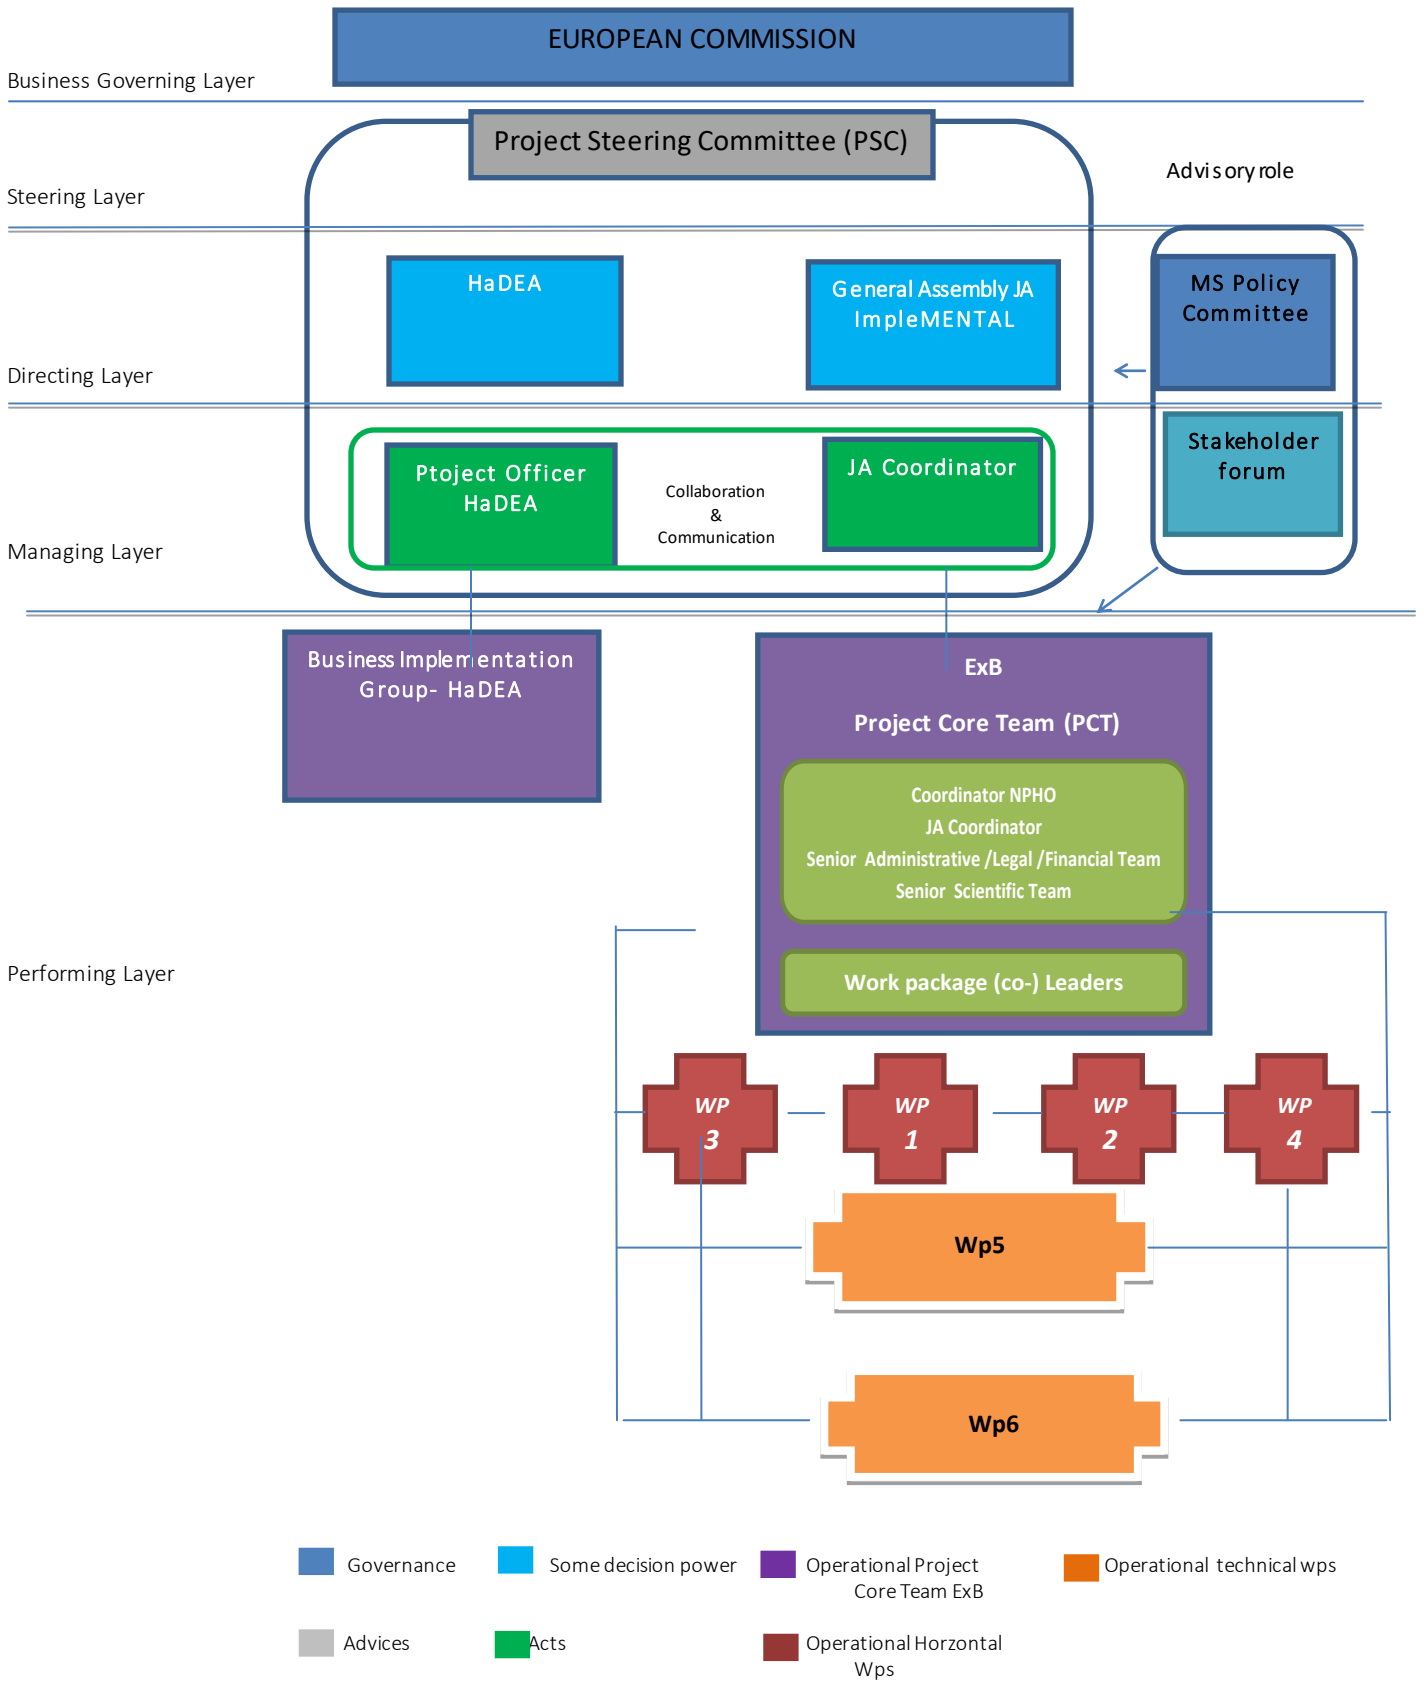 EUROPEAN COMMISSION
Business Governing Layer
Project Steering Committee (PSC)
Advisory role
Steering Layer
HaDEA
General Assembly JA
ImpleMENTAL
MS Policy
Committee
Directing Layer
Ptoject Officer
HaDEA
Collaboration
&
Communication
JA Coordinator
Stakeholder
forum
Managing Layer
Business Implementation
Group- HaDEA
ExB
Project Core Team (PCT)
Coordinator NPHO
JA Coordinator
Senior Administrative /Legal /Financial Team
Senior Scientific Team
Performing Layer
Work package (co-) Leaders
WP
3
WP
1
WP
2
WP
4
Wp5
Wp6
Governance
Some decision power
Operational Project
Core Team ExB
Operational technical wps
Advices
Acts
Operational Horzontal
Wps